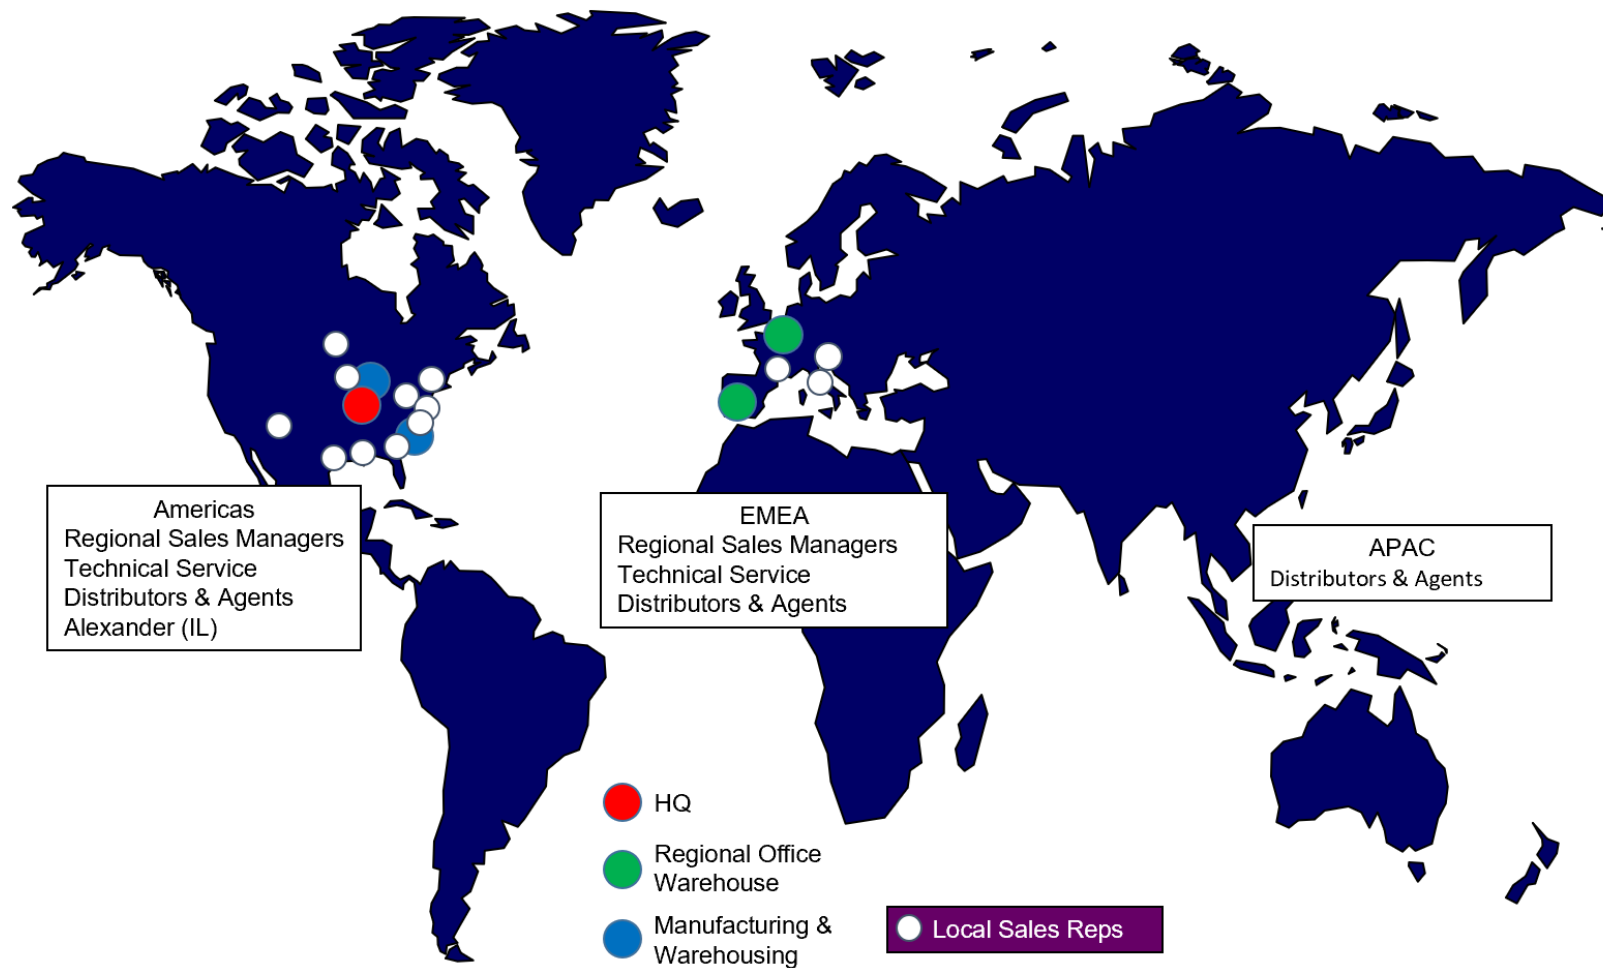 Americas
Regional Sales Managers
Technical Service
Distributors & Agents
Alexander (IL)
EMEA
Regional Sales Managers
Technical Service
Distributors & Agents
APAC
Distributors & Agents
HQ
Regional Office
Warehouse
Manufacturing &
Warehousing
Local Sales Reps